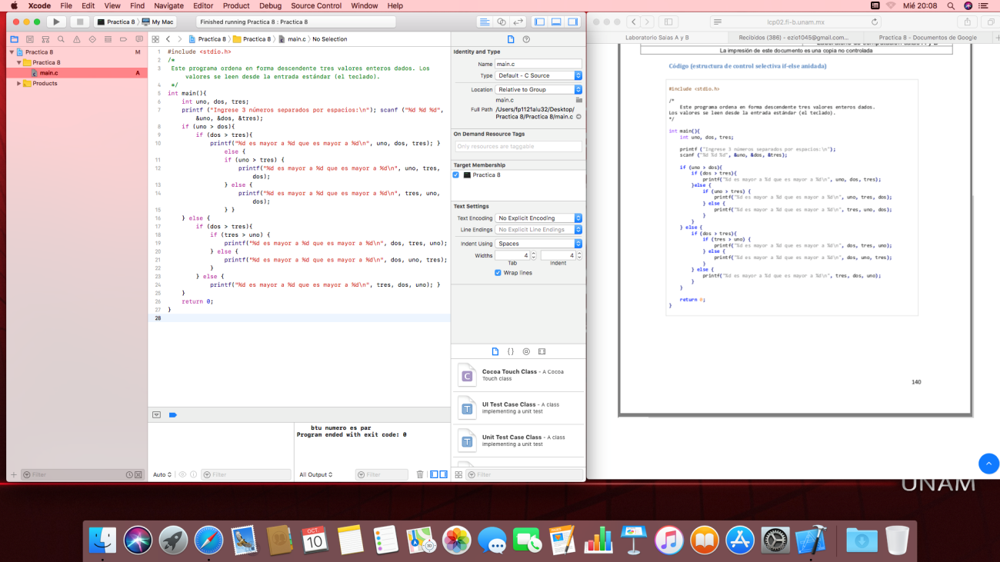 Xcode File Edit View Find Navigate Editor Product Debug Source Control Window Help Mié 20:08
Practica 8 My Mac Finished running Practica 8 : Practica 8
Practica 8 Practica 8 main.c No Selection
Practica 8 M
Practica 8
main.c A
Products
1 #include <stdio.h>
2 /*
3 Este programa ordena en forma descendente tres valores enteros dados. Los
valores se leen desde la entrada estándar (el teclado).
4 */
5 int main(){
6 int uno, dos, tres;
7 printf ("Ingrese 3 números separados por espacios:\n"); scanf ("%d %d %d",
&uno, &dos, &tres);
8 if (uno > dos){
9 if (dos > tres){
10 printf("%d es mayor a %d que es mayor a %d\n", uno, dos, tres); }
else {
11 if (uno > tres) {
12 printf("%d es mayor a %d que es mayor a %d\n", uno, tres,
dos);
13 } else {
14 printf("%d es mayor a %d que es mayor a %d\n", tres, uno,
dos);
15 } }
16 } else {
17 if (dos > tres){
18 if (tres > uno) {
19 printf("%d es mayor a %d que es mayor a %d\n", dos, tres, uno);
20 } else {
21 printf("%d es mayor a %d que es mayor a %d\n", dos, uno, tres);
22 }
23 } else {
24 printf("%d es mayor a %d que es mayor a %d\n", tres, dos, uno); }
25 }
26 return 0;
27 }
28
btu numero es par
Program ended with exit code: 0
Filter
Auto
Filter
All Output
Filter
Identity and Type
Name main.c
Type Default - C Source
Location Relative to Group
main.c
Full Path /Users/fp1121alu32/Desktop/
Practica 8/Practica 8/main.c
On Demand Resource Tags
Only resources are taggable
Target Membership
Practica 8
Text Settings
Text Encoding No Explicit Encoding
Line Endings No Explicit Line Endings
Indent Using Spaces
Widths 4 4
Tab Indent
Wrap lines
Cocoa Touch Class - A Cocoa
Touch class
UI Test Case Class - A class
implementing a unit test
Unit Test Case Class - A class
implementing a unit test
Filter
icp02.fi-b.unam.mx
Laboratorio Salas A y B Recibidos (386) - ezio1045@gmail.com... Practica 8 - Documentos de Google
La impresión de este documento es una copia no controlada
Código (estructura de control selectiva if-else anidada)
#include <stdio.h>
/*
Este programa ordena en forma descendente tres valores enteros dados.
Los valores se leen desde la entrada estándar (el teclado).
*/
int main(){
int uno, dos, tres;
printf ("Ingrese 3 números separados por espacios:\n");
scanf ("%d %d %d", &uno, &dos, &tres);
if (uno > dos){
if (dos > tres){
printf("%d es mayor a %d que es mayor a %d\n", uno, dos, tres);
}else {
if (uno > tres) {
printf("%d es mayor a %d que es mayor a %d\n", uno, tres, dos);
} else {
printf("%d es mayor a %d que es mayor a %d\n", tres, uno, dos);
}
}
} else {
if (dos > tres){
if (tres > uno) {
printf("%d es mayor a %d que es mayor a %d\n", dos, tres, uno);
} else {
printf("%d es mayor a %d que es mayor a %d\n", dos, uno, tres);
}
} else {
printf("%d es mayor a %d que es mayor a %d\n", tres, dos, uno);
}
}
return 0;
}
140
UNAM
OCT
10